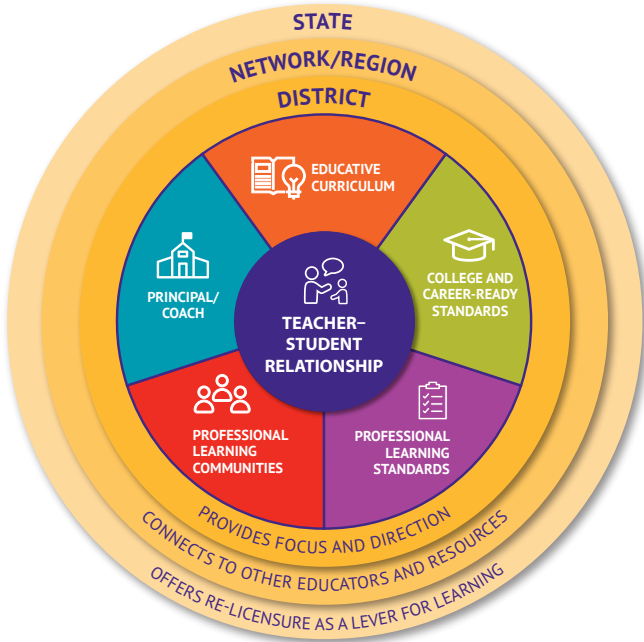 STATE
NETWORK/REGION
DISTRICT
EDUCATIVE
CURRICULUM
COLLEGE AND
CAREER-READY
STANDARDS
PRINCIPAL/
COACH
TEACHER–
STUDENT
RELATIONSHIP
PROFESSIONAL
LEARNING
COMMUNITIES
PROFESSIONAL
LEARNING
STANDARDS
PROVIDES FOCUS AND DIRECTION
CONNECTS TO OTHER EDUCATORS AND RESOURCES
OFFERS RE-LICENSURE AS A LEVER FOR LEARNING